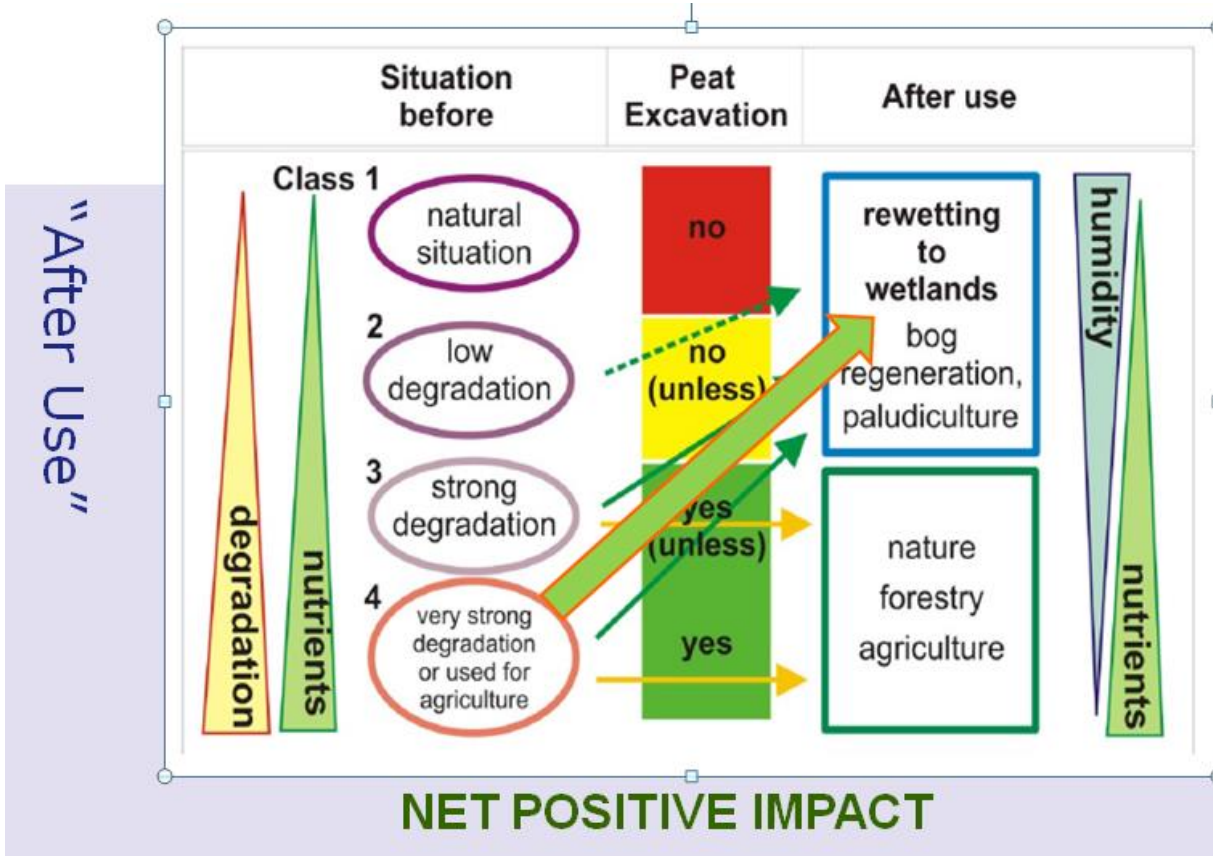 "After Use"
Situation
before
Peat
Excavation
After use
degradation
nutrients
Class 1
natural
situation
2
low
degradation
3
strong
degradation
4
very strong
degradation
or used for
agriculture
no
no
(unless)
yes
(unless)
yes
rewetting
to
wetlands
bog
regeneration,
paludiculture
nature
forestry
agriculture
humidity
nutrients
NET POSITIVE IMPACT